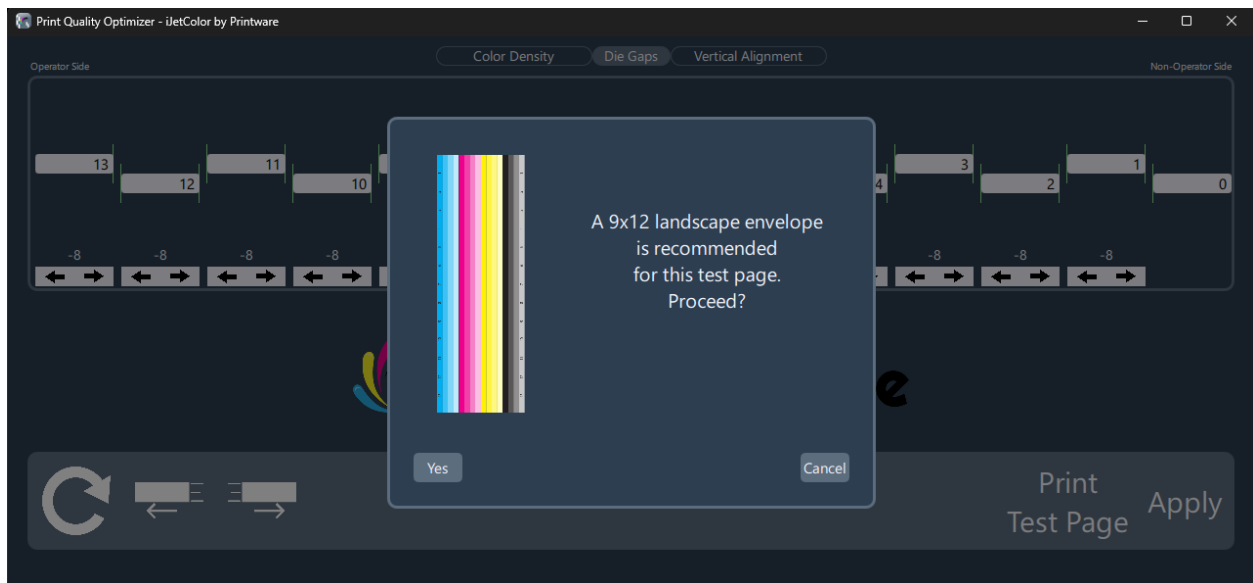 Print Quality Optimizer - iJetColor by Printware
Color Density
Die Gaps
Vertical Alignment
Operator Side
Non-Operator Side
13
12
11
10
4
3
2
1
0
-8
-8
-8
-8
-8
-8
-8
A 9x12 landscape envelope
is recommended
for this test page.
Proceed?
Yes
Cancel
e
Print
Test Page
Apply